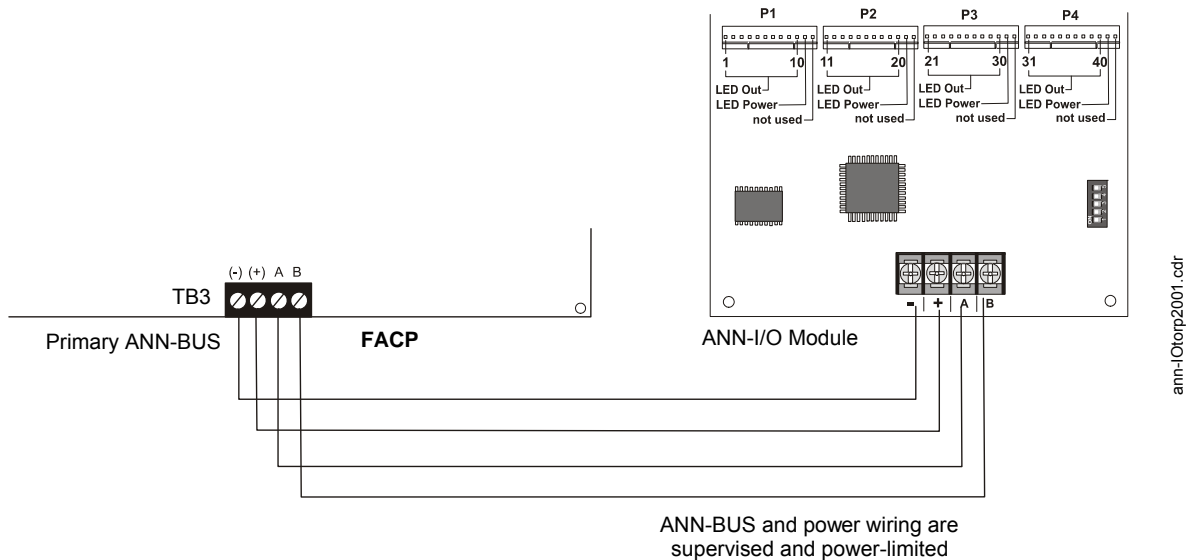 P1 P2 P3 P4
1 10 11 20 21 30 31 40
LED Out LED Out LED Out LED Out
LED Power LED Power LED Power LED Power
not used not used not used not used
(-) (+) A B
TB3
- + A B
Primary ANN-BUS
FACP
ANN-I/O Module
ANN-BUS and power wiring are
supervised and power-limited
ann-IOtorp2001.cdr